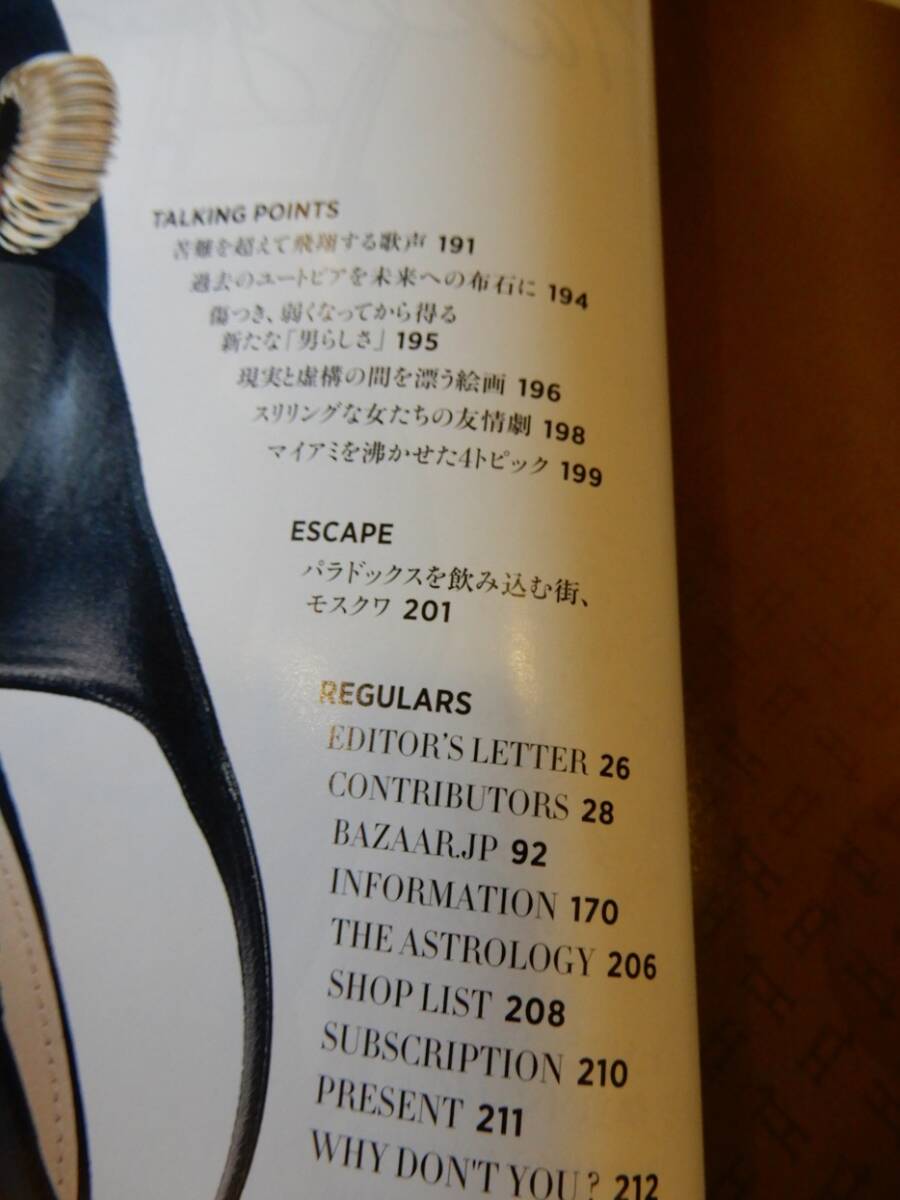 TALKING POINTS
苦難を超えて飛翔する歌声 191
過去のユートピアを未来への布石に 194
傷つき、弱くなってから得る
新たな「男らしさ」 195
現実と虚構の間を漂う絵画 196
スリリングな女たちの友情劇 198
マイアミを沸かせた4トピック 199
ESCAPE
パラドックスを飲み込む街、
モスクワ 201
REGULARS
EDITOR'S LETTER 26
CONTRIBUTORS 28
BAZAAR.JP 92
INFORMATION 170
THE ASTROLOGY 206
SHOP LIST 208
SUBSCRIPTION 210
PRESENT 211
WHY DON'T YOU? 212